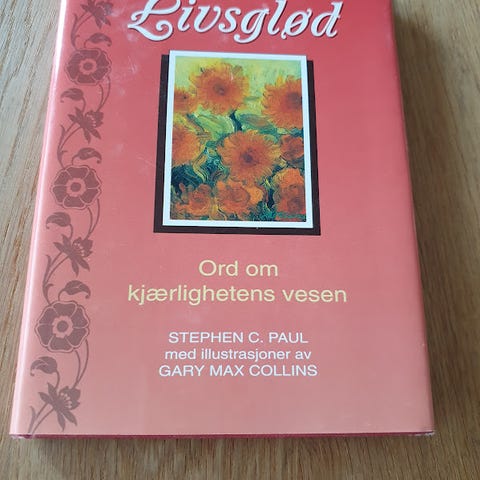 Livsglød
Ord om
kjærlighetens vesen
STEPHEN C. PAUL
med illustrasjoner av
GARY MAX COLLINS